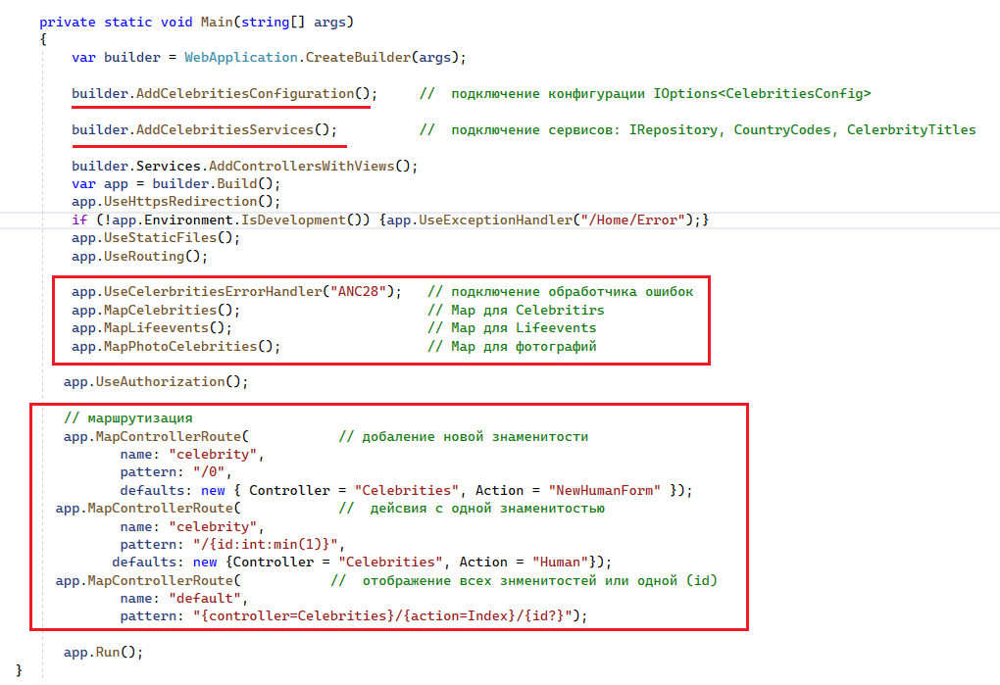 private static void Main(string[] args)
{
var builder = WebApplication.CreateBuilder(args);
builder.AddCelebritiesConfiguration(); // подключение конфигурации IOptions<CelebritiesConfig>
builder.AddCelebritiesServices(); // подключение сервисов: IRepository, CountryCodes, CelerbrityTitles
builder.Services.AddControllersWithViews();
var app = builder.Build();
app.UseHttpsRedirection();
if (!app.Environment.IsDevelopment()) {app.UseExceptionHandler("/Home/Error");}
app.UseStaticFiles();
app.UseRouting();
app.UseCelerbritiesErrorHandler("ANC28"); // подключение обработчика ошибок
app.MapCelebrities(); // Map для Celebritirs
app.MapLifeevents(); // Map для Lifeevents
app.MapPhotoCelebrities(); // Map для фотографий
app.UseAuthorization();
// маршрутизация
app.MapControllerRoute( // добаление новой знаменитости
name: "celebrity",
pattern: "/0",
defaults: new { Controller = "Celebrities", Action = "NewHumanForm" });
app.MapControllerRoute( // дейсвия с одной знаменитостью
name: "celebrity",
pattern: "/{id:int:min(1)}",
defaults: new {Controller = "Celebrities", Action = "Human"});
app.MapControllerRoute( // отображение всех знменитостей или одной (id)
name: "default",
pattern: "{controller=Celebrities}/{action=Index}/{id?}");
app.Run();
}